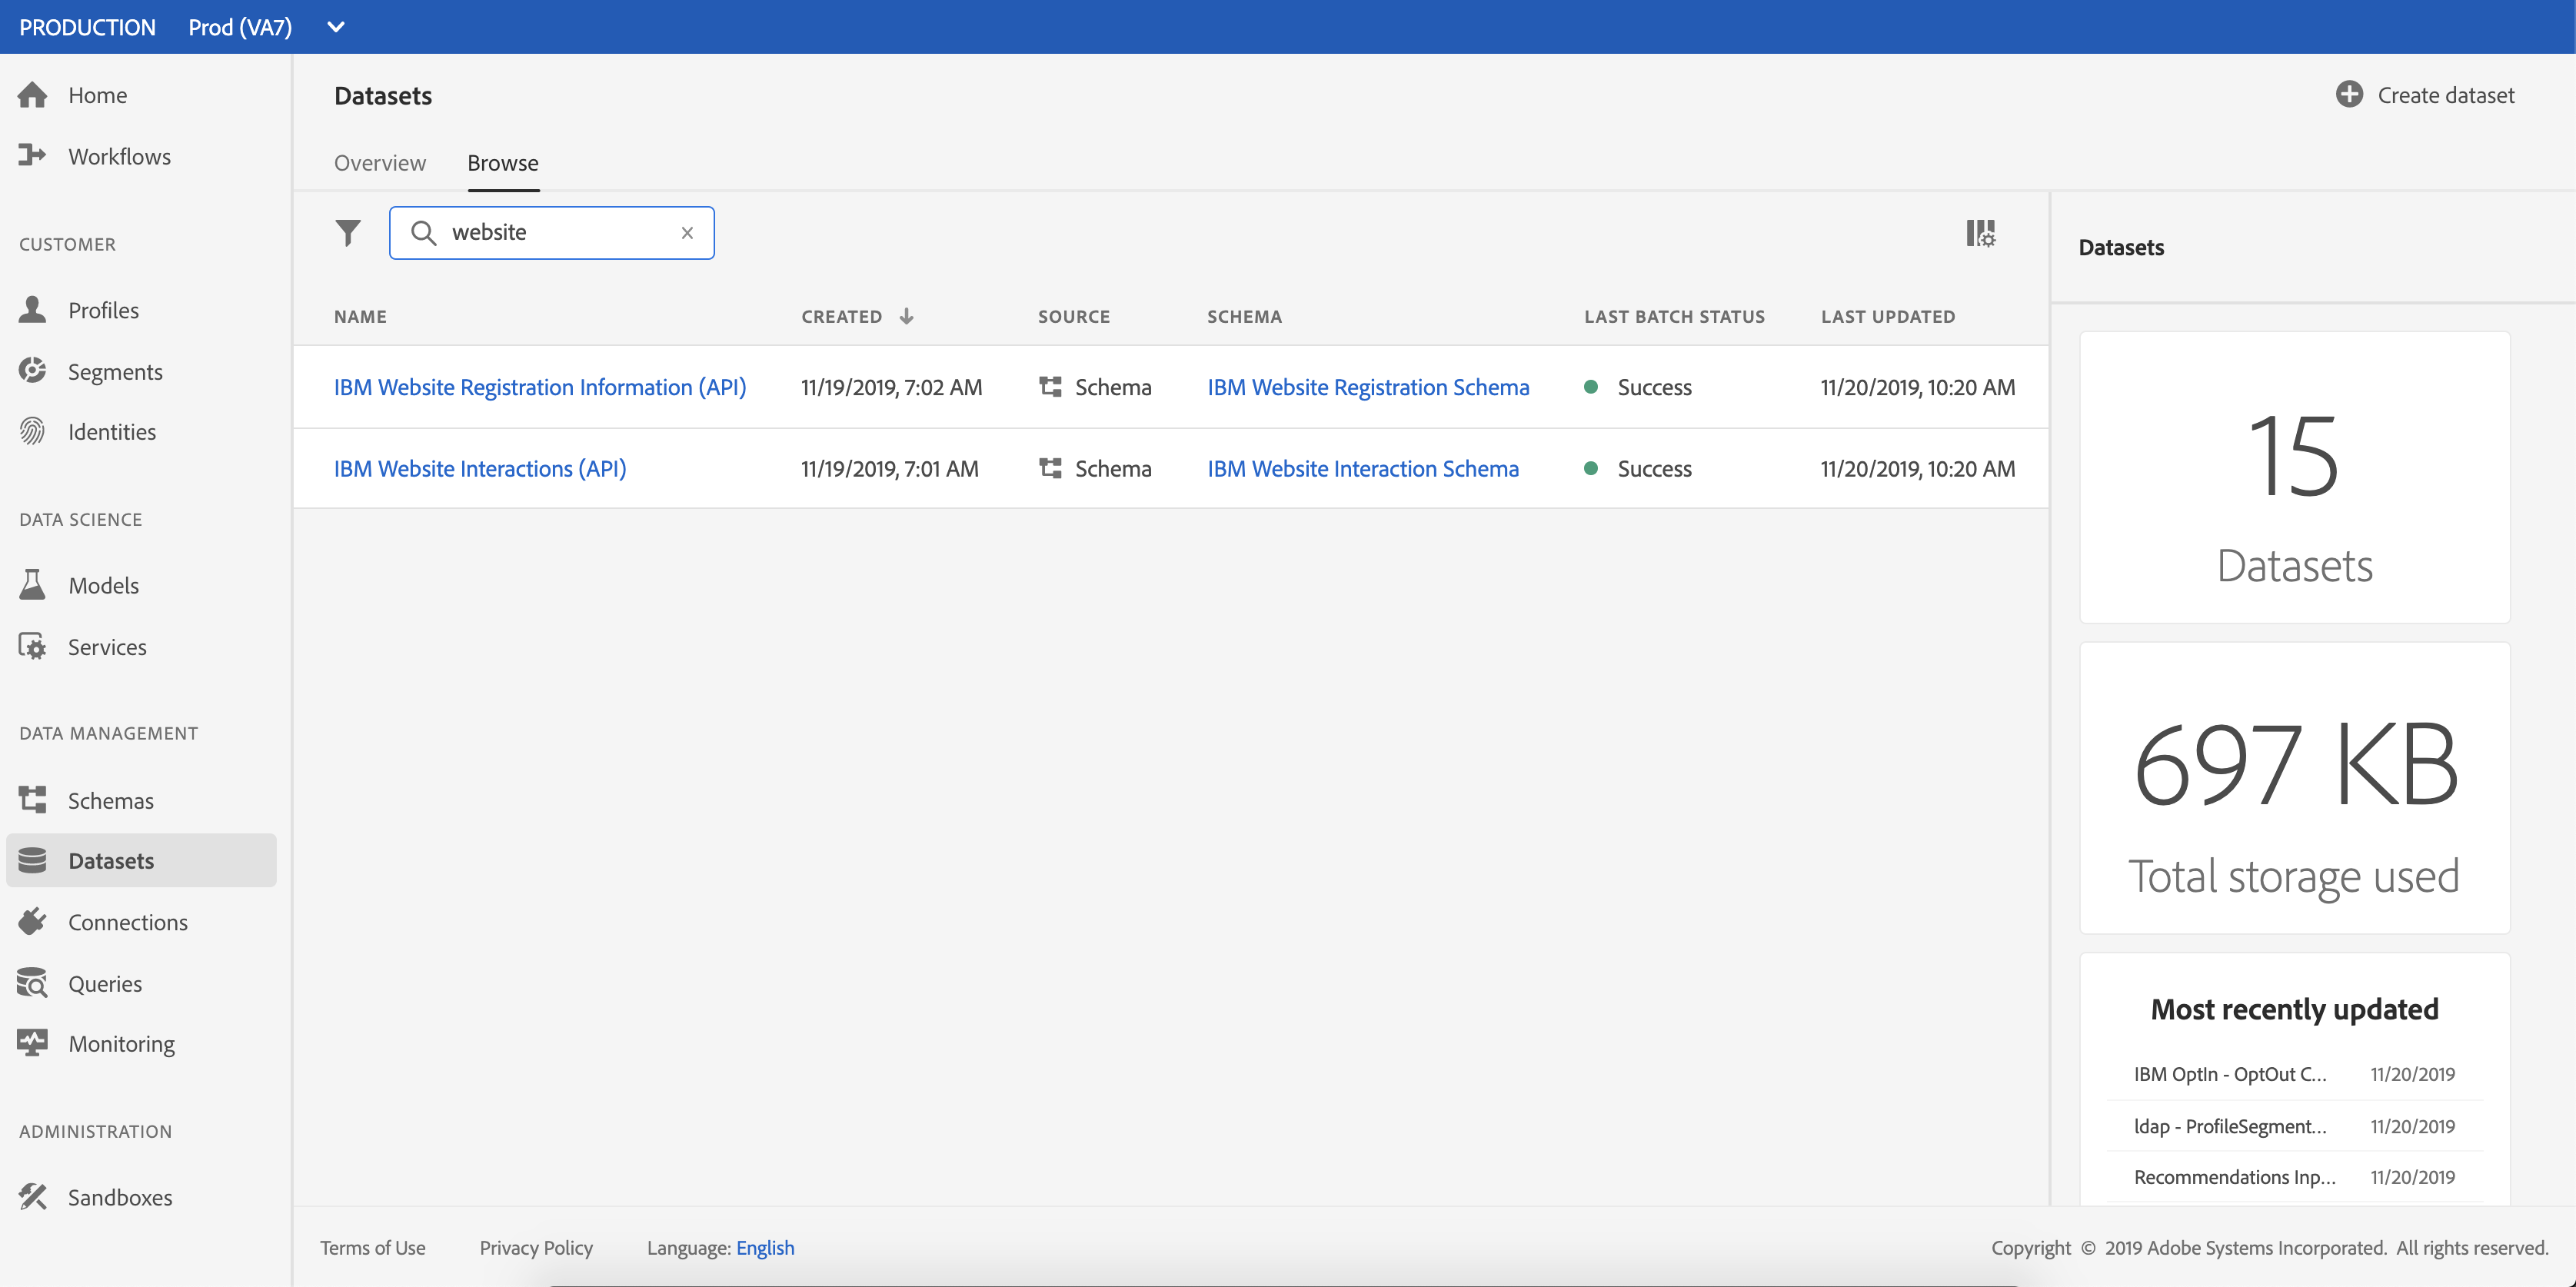 PRODUCTION Prod (VA7)
Home
Workflows
CUSTOMER
Profiles
Segments
Identities
DATA SCIENCE
Models
Services
DATA MANAGEMENT
Schemas
Datasets
Connections
Queries
Monitoring
ADMINISTRATION
Sandboxes
Datasets
Create dataset
Overview Browse
website
NAME CREATED SOURCE SCHEMA LAST BATCH STATUS LAST UPDATED
IBM Website Registration Information (API) 11/19/2019, 7:02 AM Schema IBM Website Registration Schema Success 11/20/2019, 10:20 AM
IBM Website Interactions (API) 11/19/2019, 7:01 AM Schema IBM Website Interaction Schema Success 11/20/2019, 10:20 AM
Datasets
15
Datasets
697 KB
Total storage used
Most recently updated
IBM OptIn - OptOut C... 11/20/2019
ldap - ProfileSegment... 11/20/2019
Recommendations Inp... 11/20/2019
Terms of Use Privacy Policy Language: English Copyright © 2019 Adobe Systems Incorporated. All rights reserved.